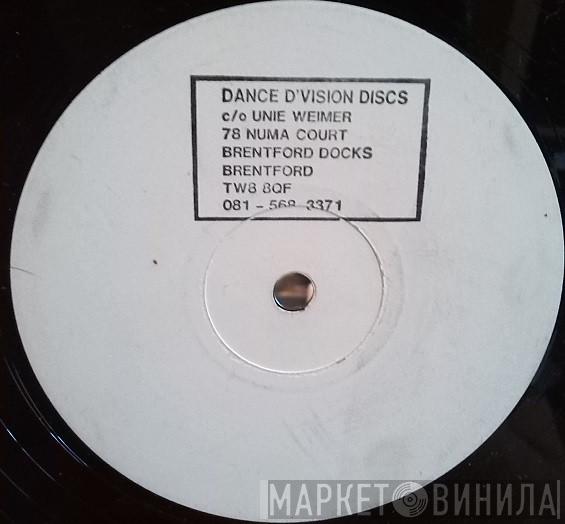 DANCE D'VISION DISCS
c/o UNIE WEIMER
78 NUMA COURT
BRENTFORD DOCKS
BRENTFORD
TW8 8QF
081 - 568 3371
МАРКЕТ ВИНИЛА